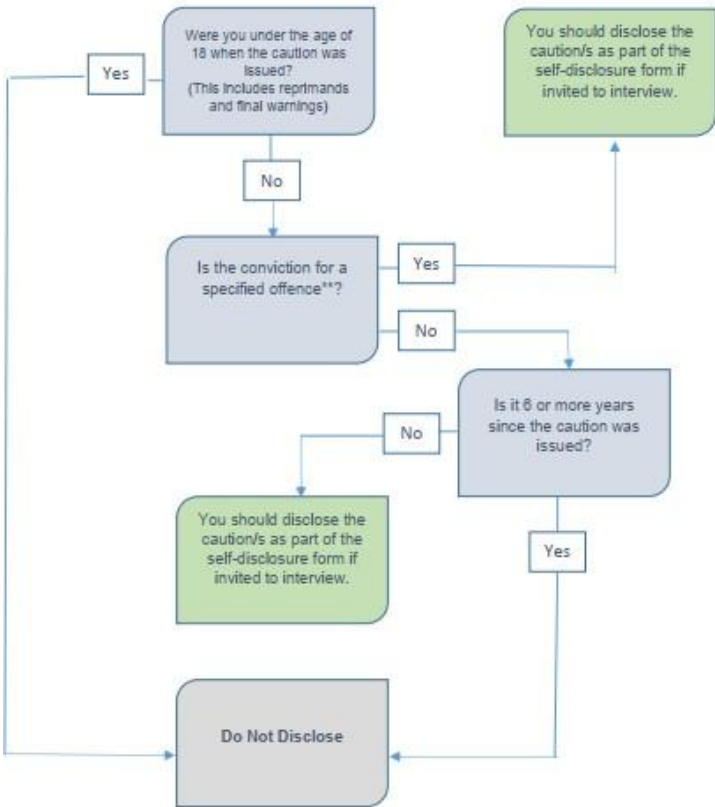 Were you under the age of
18 when the caution was
issued?
(This includes reprimands
and final warnings)
You should disclose the
caution/s as part of the
self-disclosure form if
invited to interview.
Yes
No
Is the conviction for a
specified offence**?
Yes
No
Is it 6 or more years
since the caution was
issued?
No
You should disclose the
caution/s as part of the
self-disclosure form if
invited to interview.
Yes
Do Not Disclose